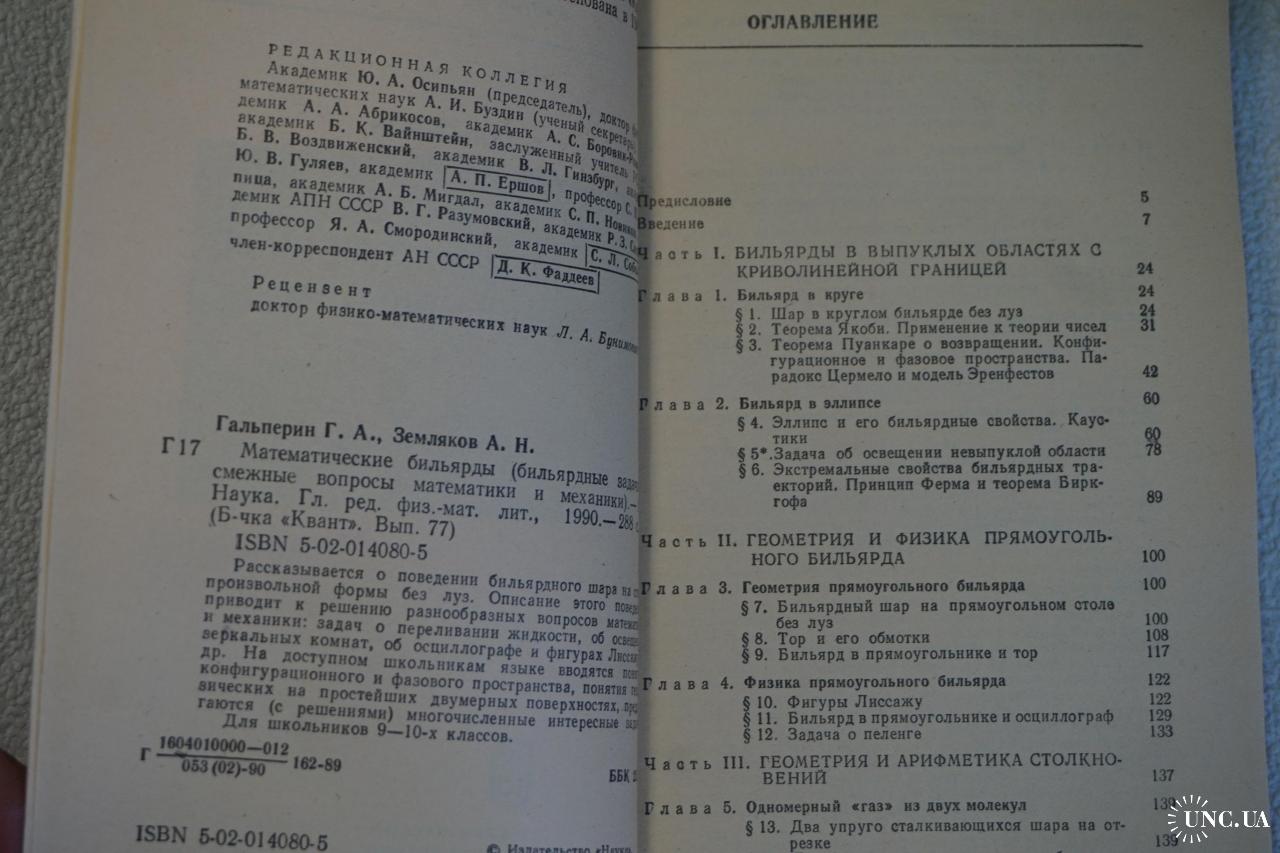 основана в
РЕДАКЦИОННАЯ КОЛЛЕГИЯ
Академик Ю. А. Осипьян (председатель), доктор
математических наук А. И. Буздин (ученый секретарь),
демик А. А. Абрикосов, академик А. С. Боровик-
академик Б. К. Вайнштейн, заслуженный учитель
Б. В. Воздвиженский, академик В. Л. Гинзбург,
Ю. В. Гуляев, академик А. П. Ершов, профессор С.
пица, академик А. Б. Мигдал, академик С. П. Новиков,
демик АПН СССР В. Г. Разумовский, академик Р. З.
профессор Я. А. Смородинский, академик С. Л.
член-корреспондент АН СССР Д. К. Фаддеев
Рецензент
доктор физико-математических наук Л. А.
Гальперин Г. А., Земляков А. Н.
Г17 Математические бильярды (бильярдные
смежные вопросы математики и механики).—
Наука. Гл. ред. физ.-мат. лит., 1990.—288
(Б-чка «Квант». Вып. 77)
ISBN 5-02-014080-5
Рассказывается о поведении бильярдного шара на
произвольной формы без луз. Описание этого
приводит к решению разнообразных вопросов
и механики: задач о переливании жидкости, об
зеркальных комнат, об осциллографе и фигурах
др. На доступном школьникам языке вводятся
конфигурационного и фазового пространства, понятия
зических на простейших двумерных поверхностях,
гаются (с решениями) многочисленные интересные
Для школьников 9—10-х классов.
Г 1604010000—012
053 (02)-90 162-89
ББК
ISBN 5-02-014080-5
© Издательство «Наука
ОГЛАВЛЕНИЕ
Предисловие 5
Введение 7
Часть I. БИЛЬЯРДЫ В ВЫПУКЛЫХ ОБЛАСТЯХ С
КРИВОЛИНЕЙНОЙ ГРАНИЦЕЙ 24
Глава 1. Бильярд в круге 24
§ 1. Шар в круглом бильярде без луз 24
§ 2. Теорема Якоби. Применение к теории чисел 31
§ 3. Теорема Пуанкаре о возвращении. Конфи-
гурационное и фазовое пространства. Па-
радокс Цермело и модель Эренфестов 42
Глава 2. Бильярд в эллипсе 60
§ 4. Эллипс и его бильярдные свойства. Каус-
тики 60
§ 5*.Задача об освещении невыпуклой области 78
§ 6. Экстремальные свойства бильярдных тра-
екторий. Принцип Ферма и теорема Бирк-
гофа 89
Часть II. ГЕОМЕТРИЯ И ФИЗИКА ПРЯМОУГОЛЬ-
НОГО БИЛЬЯРДА 100
Глава 3. Геометрия прямоугольного бильярда 100
§ 7. Бильярдный шар на прямоугольном столе
без луз 100
§ 8. Тор и его обмотки 108
§ 9. Бильярд в прямоугольнике и тор 117
Глава 4. Физика прямоугольного бильярда 122
§ 10. Фигуры Лиссажу 122
§ 11. Бильярд в прямоугольнике и осциллограф 129
§ 12. Задача о пеленге 133
Часть III. ГЕОМЕТРИЯ И АРИФМЕТИКА СТОЛКНО-
ВЕНИЙ 137
Глава 5. Одномерный «газ» из двух молекул 139
§ 13. Два упруго сталкивающихся шара на от-
резке 139
UNC.UA